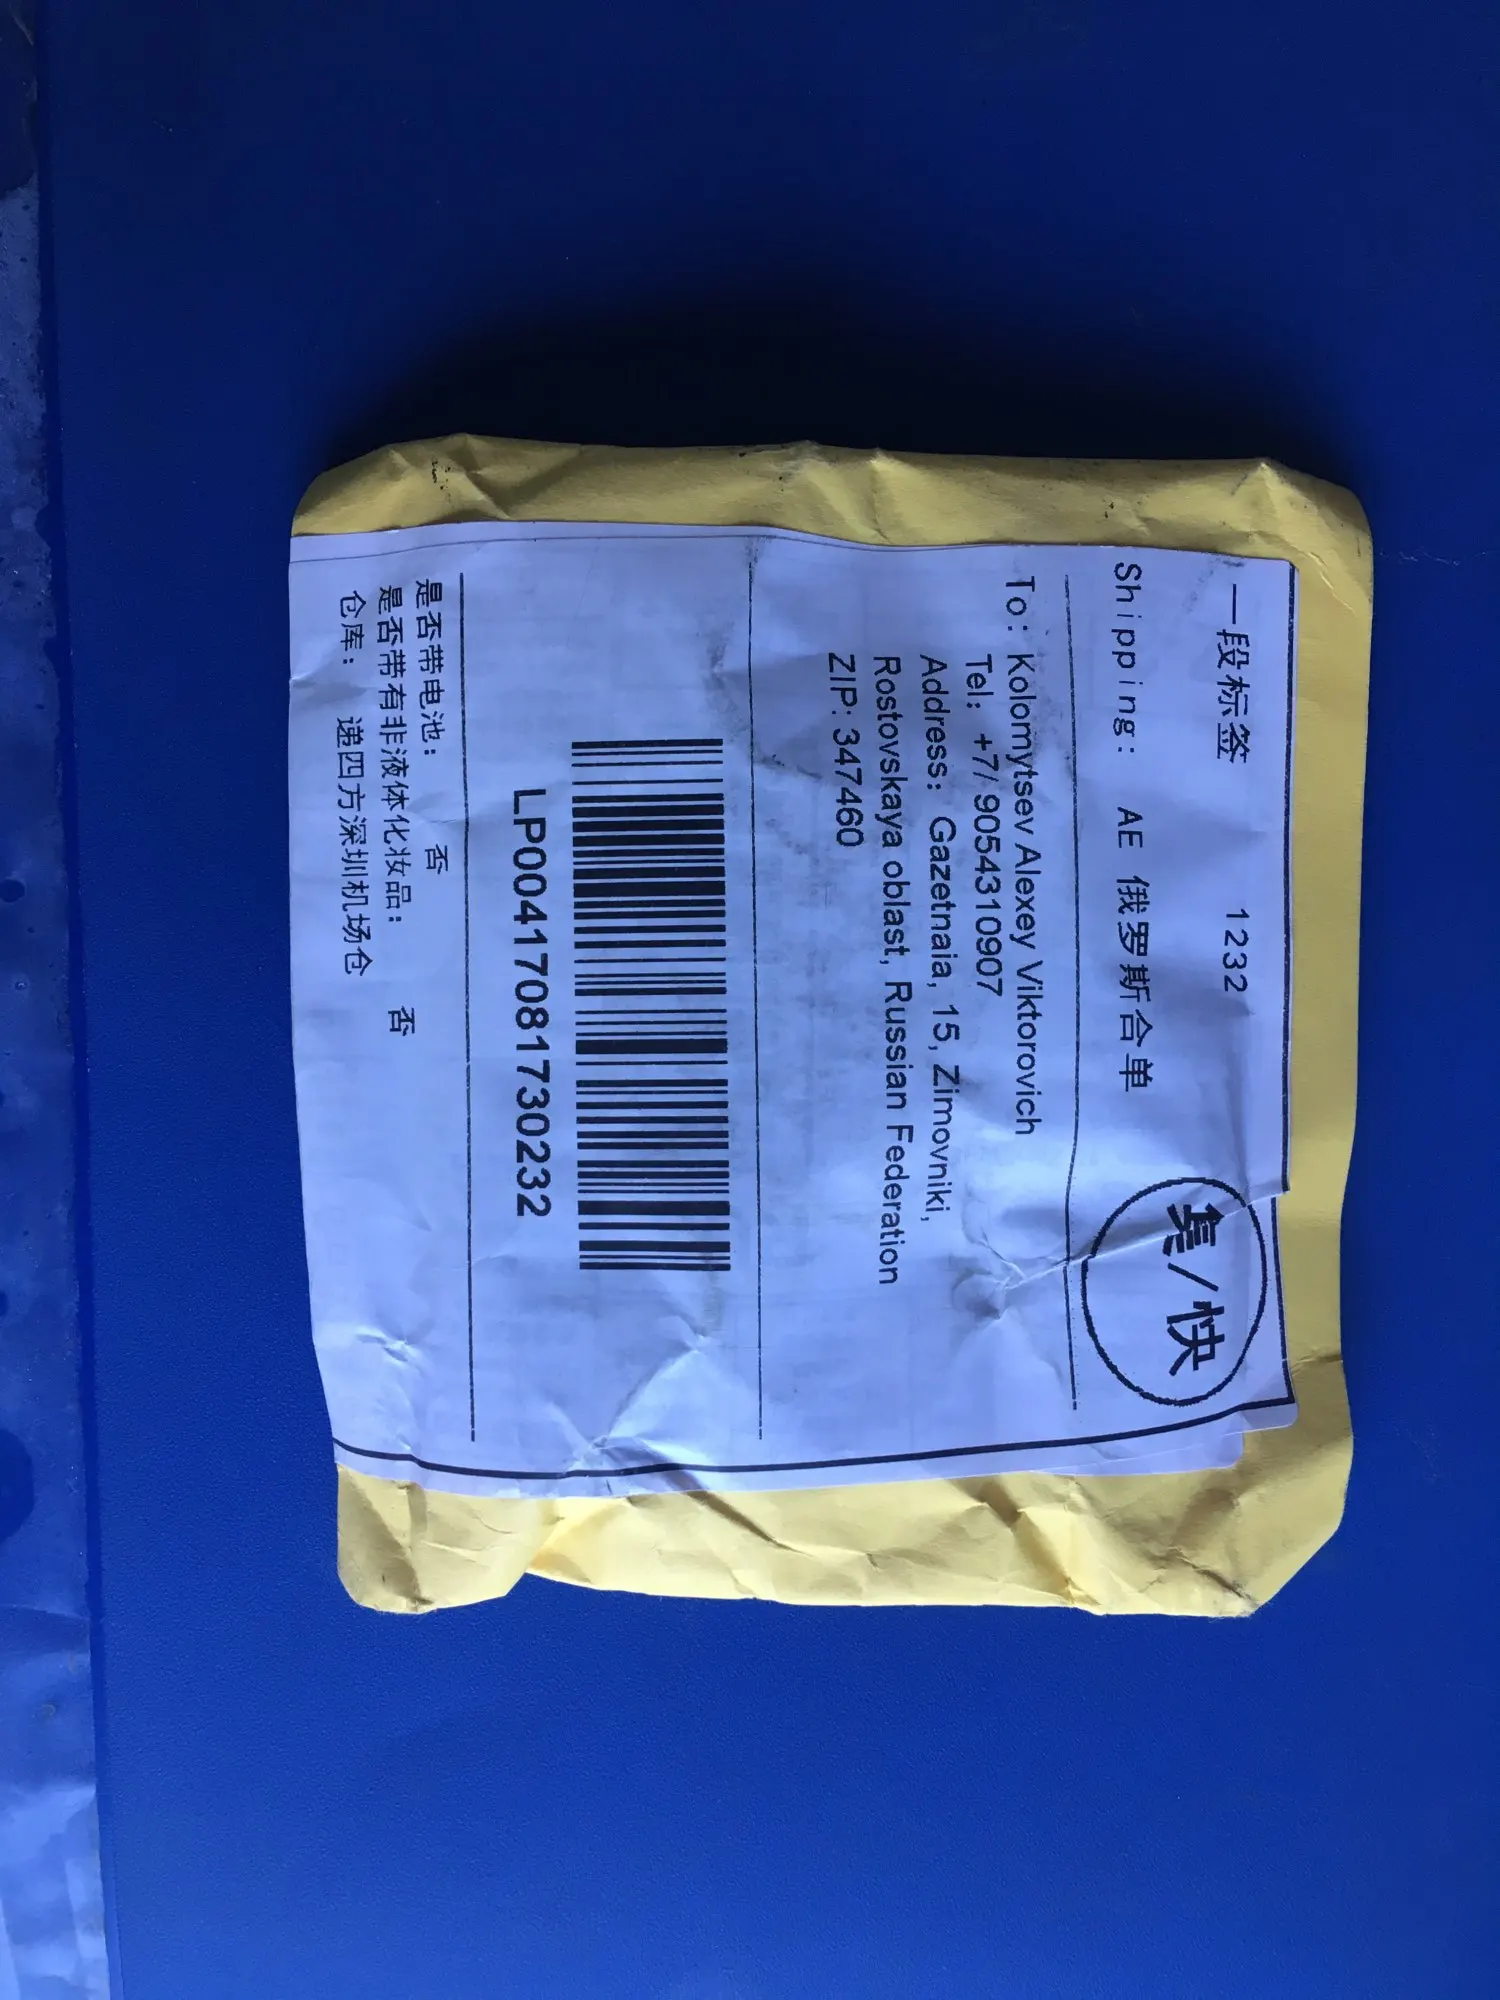 一段标签 1232
Shipping: AE 俄罗斯合单
集/快
To: Kolomytsev Alexey Viktorovich
Tel: +7/ 9054310907
Address: Gazetnaia, 15, Zimovniki,
Rostovskaya oblast, Russian Federation
ZIP: 347460
LP00417081730232
是否带电池: 否
是否带有非液体化妆品: 否
仓库: 递四方深圳机场仓